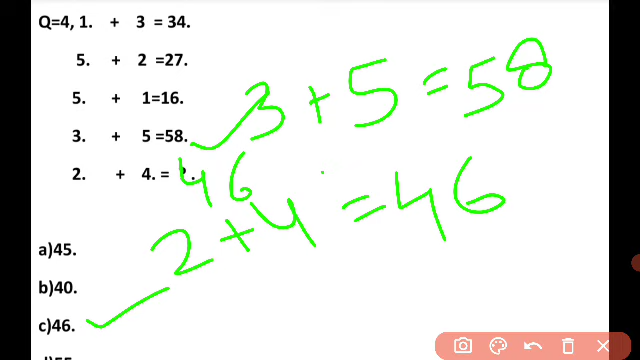 Q=4, 1. + 3 = 34.
5. + 2 =27.
5. + 1=16.
3. + 5 =58.
3 + 5 = 58
2. + 4. = ? .
46
2 + 4 = 46
a)45.
b)40.
c)46.